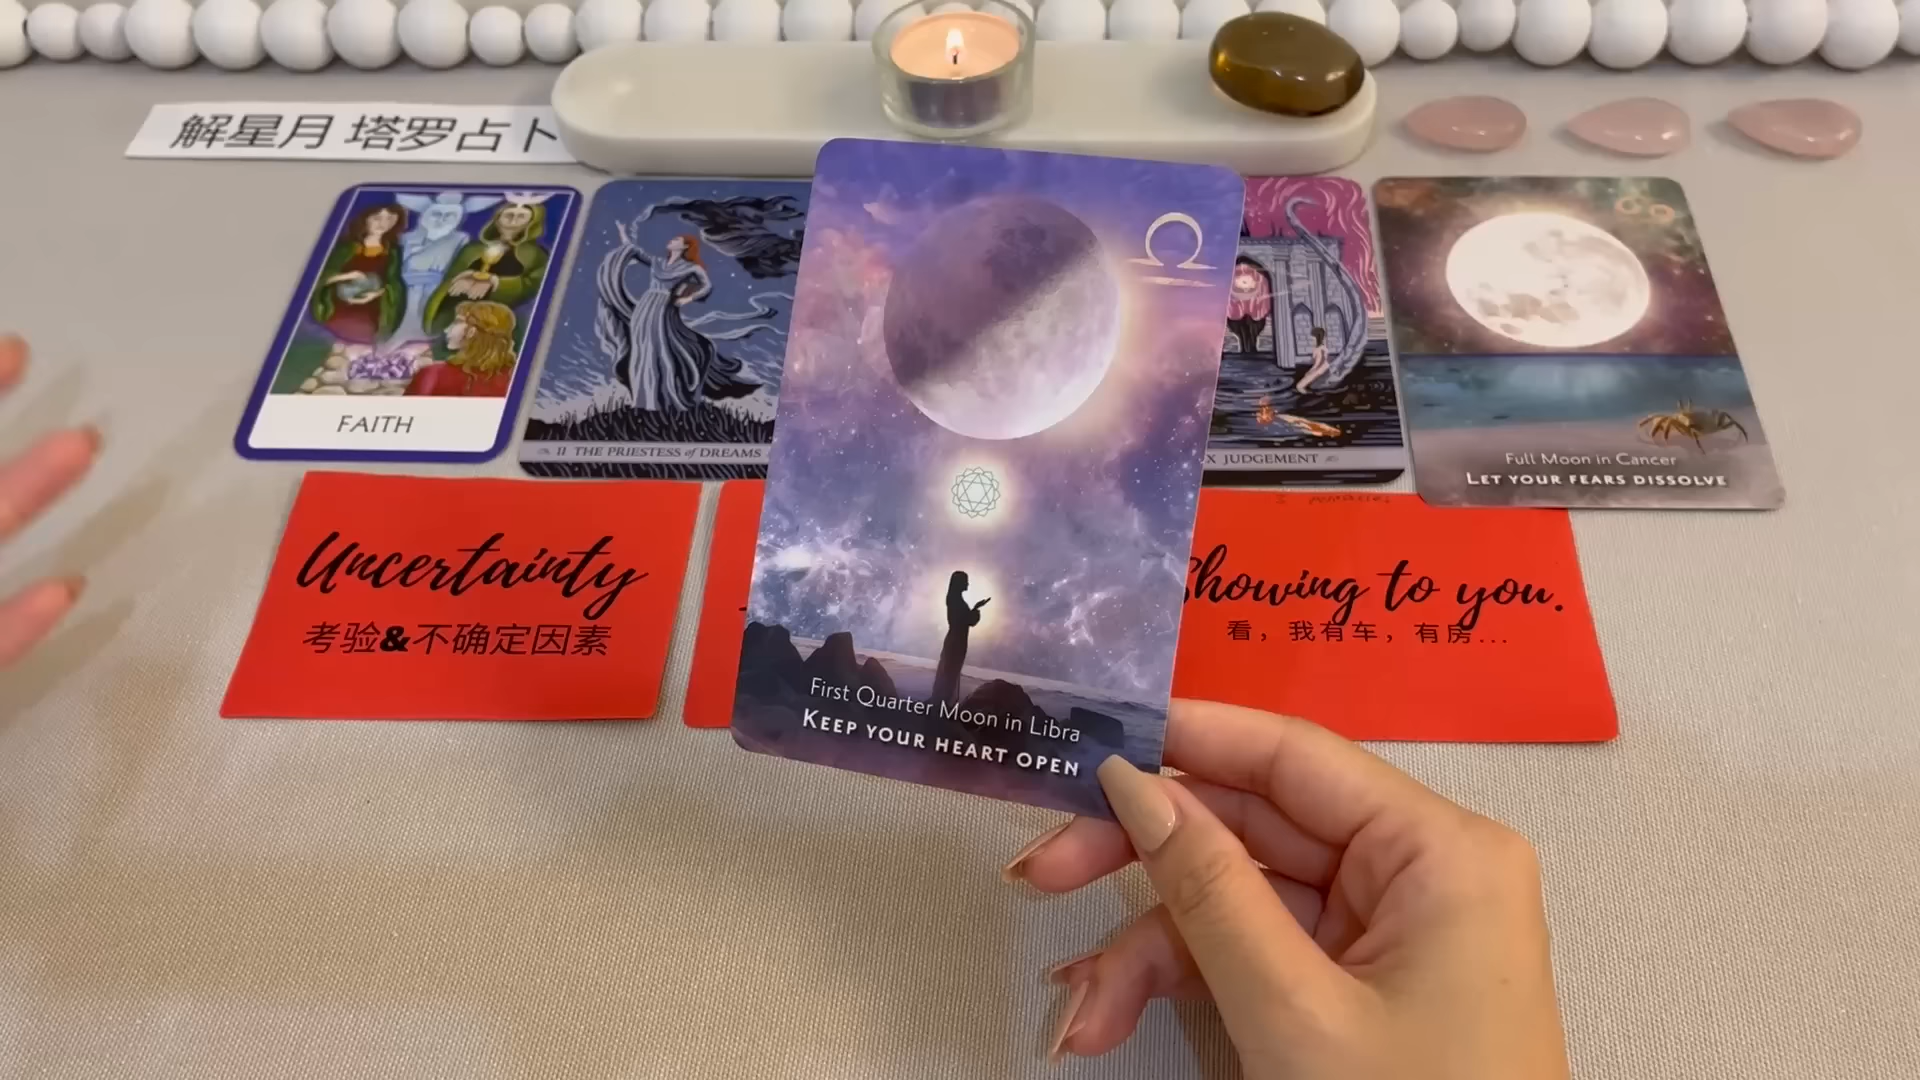 解星月 塔罗占卜
FAITH
II THE PRIESTESS of DREAMS
X JUDGEMENT
Full Moon in Cancer
LET YOUR FEARS DISSOLVE
First Quarter Moon in Libra
KEEP YOUR HEART OPEN
Uncertainty
考验&不确定因素
Showing to you.
看，我有车，有房...